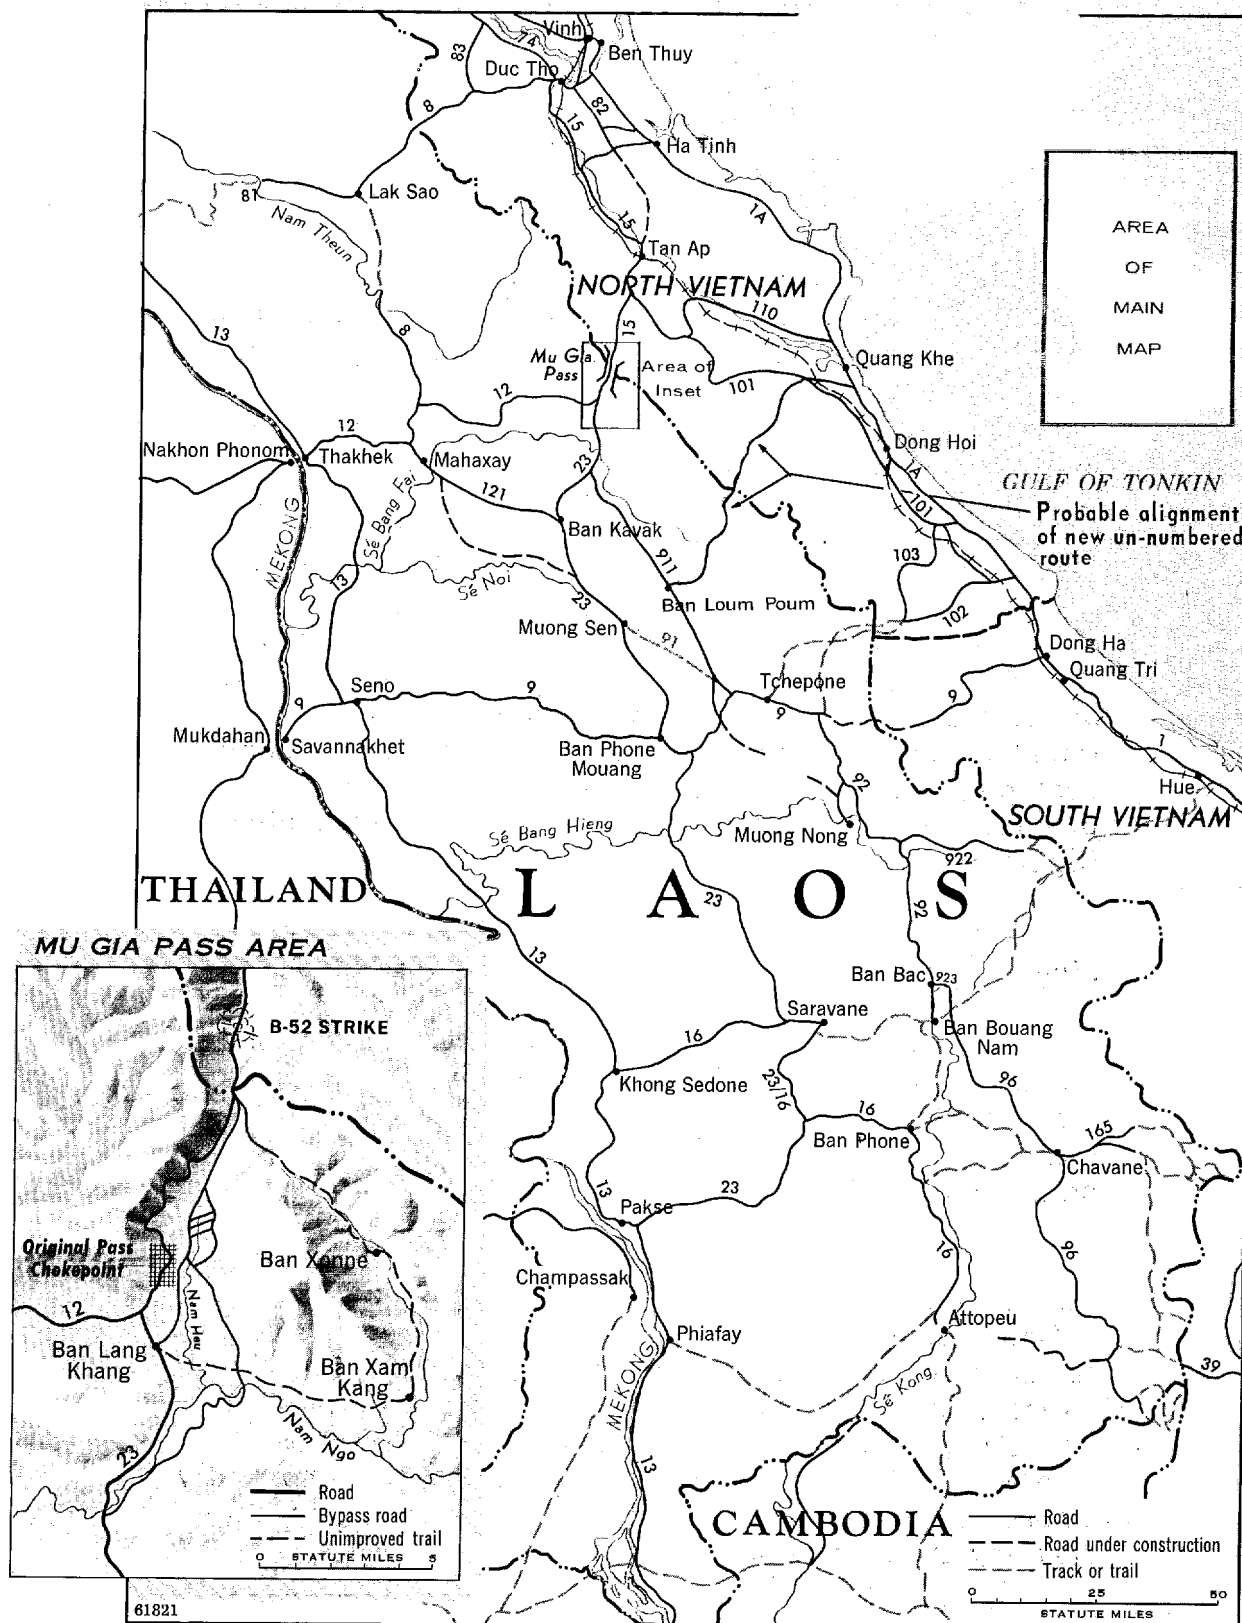 Vinh
74
83
Ben Thuy
Duc Tho
8
15
82
Ha Tinh
81
Lak Sao
Nam Theun
1A
15
Tan Ap
AREA
OF
MAIN
MAP
NORTH VIETNAM
13
8
15
110
Mu Gia
Pass
Area of
Inset
Quang Khe
12
101
12
Nakhon Phonom
Thakhek
Mahaxay
23
Dong Hoi
1A
101
GULF OF TONKIN
Probable alignment
of new un-numbered
route
121
Sé Bang Fai
MEKONG
Ban Kavak
911
103
13
Sé Noi
23
Ban Loum Poum
102
Muong Sen
91
Dong Ha
Quang Tri
Seno
9
Tchepone
9
9
9
Mukdahan
Savannakhet
Ban Phone
Mouang
1
Hue
92
SOUTH VIETNAM
Sé Bang Hieng
Muong Nong
922
THAILAND
LAOS
23
92
MU GIA PASS AREA
13
Ban Bac
923
B-52 STRIKE
Saravane
Ban Bouang
Nam
16
Khong Sedone
23/16
96
16
Ban Phone
165
Chavane
13
Pakse
23
Original Pass
Chokepoint
Ban Xonne
16
96
Champassak
12
Nam Heu
Attopeu
Ban Lang
Khang
Phiafay
39
Ban Xam
Kang
MEKONG
Sé Kong
Nam Ngo
23
13
Road
Bypass road
Unimproved trail
0 5
STATUTE MILES
CAMBODIA
Road
Road under construction
Track or trail
0 25 50
STATUTE MILES
61821